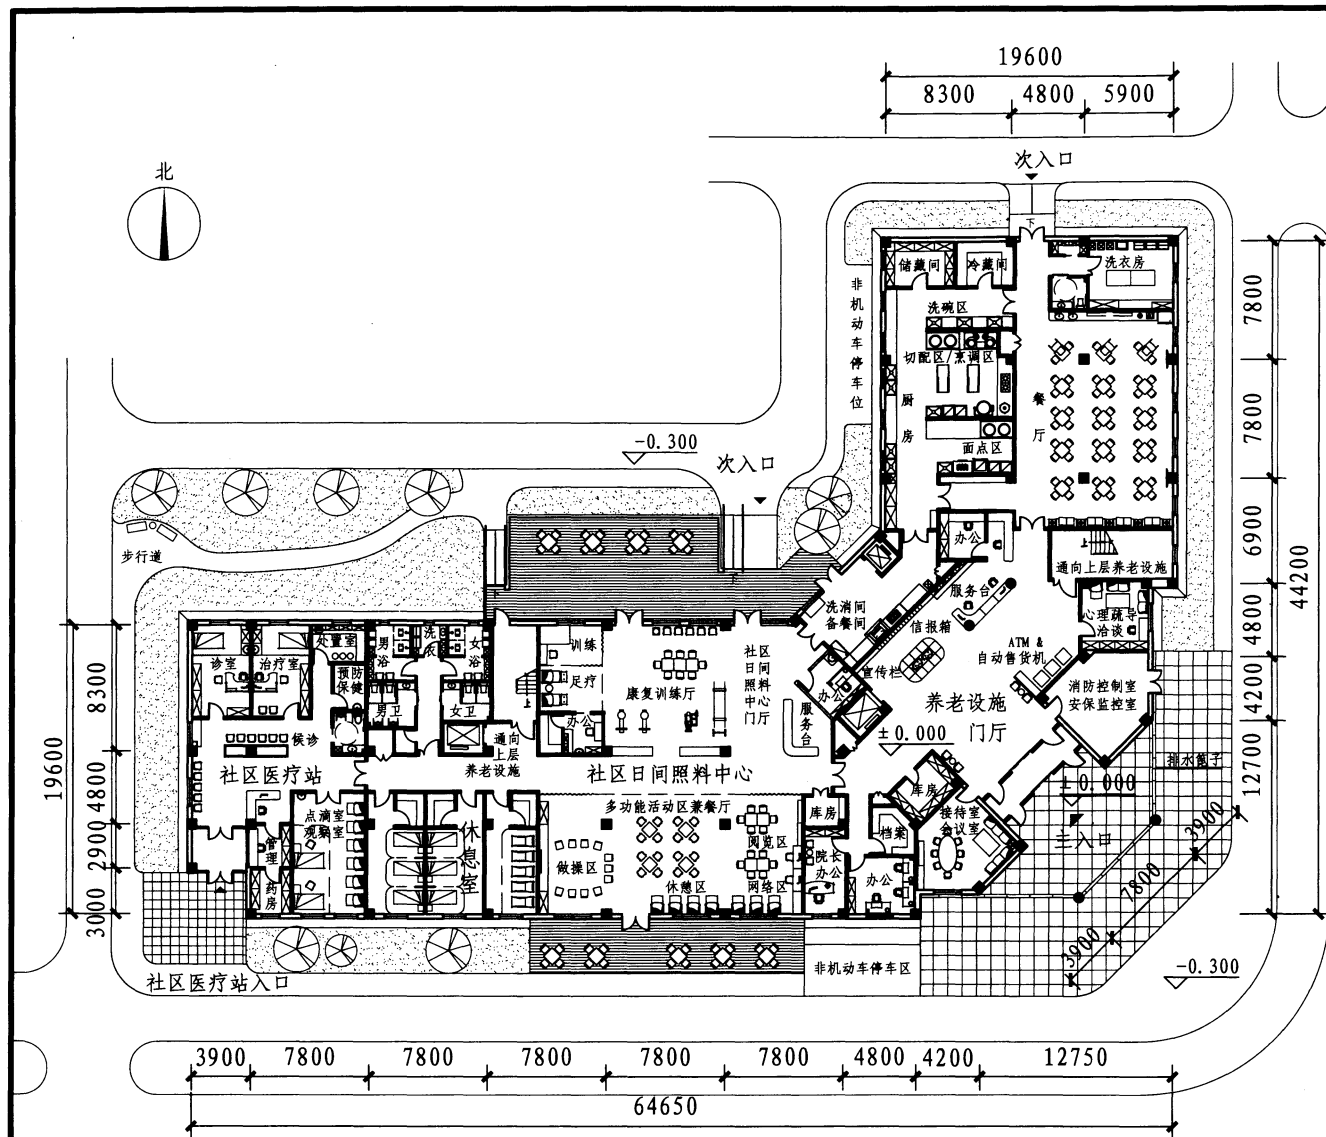 19600
8300 4800 5900
次入口
北
下
储藏间
冷藏间
洗衣房
非机动车停车位
洗碗区
7800
切配区/烹调区
厨房
餐厅
7800
-0.300
次入口
面点区
6900
44200
步行道
办公
上
通向上层养老设施
服务台
洗消间
备餐间
信报箱
心理疏导
洽谈
4800
ATM &
自动售货机
宣传栏
诊室
治疗室
处置室
预防
保健
男浴
洗衣
女浴
男卫
女卫
训练
足疗
办公
康复训练厅
社区
日间
照料
中心
门厅
服务台
办公
8300
19600
候诊
上
通向
上层
养老设施
养老设施
门厅
±0.000
消防控制室
安保监控室
4200
排水篦子
社区医疗站
社区日间照料中心
±0.000
12700
4800
点滴室
观察室
多功能活动区兼餐厅
库房
库房
接待室
会议室
主入口
3900
2900
管理
休息室
做操区
阅览区
档案
院长
办公
办公
7800
药房
休憩区
网络区
3000
3900
社区医疗站入口
非机动车停车区
-0.300
3900 7800 7800 7800 7800 7800 4800 4200 12750
64650